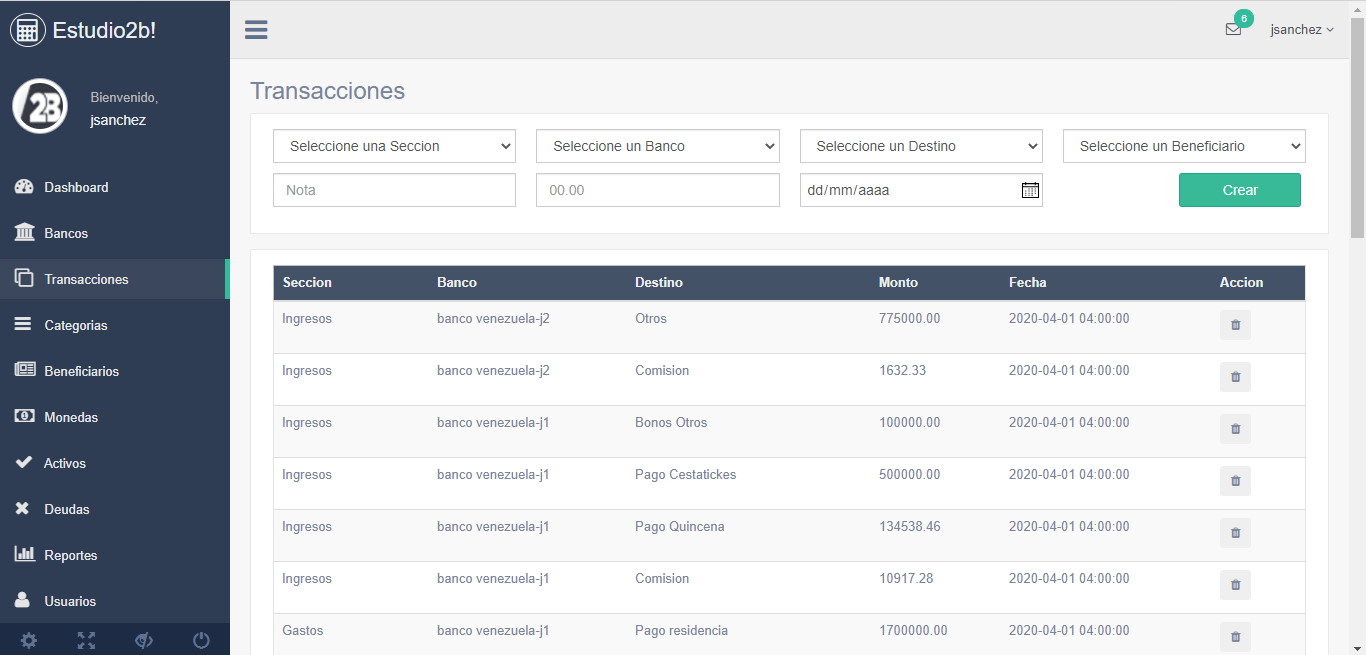 Estudio2b!
6
jsanchez
2B
Bienvenido,
jsanchez
Dashboard
Bancos
Transacciones
Categorias
Beneficiarios
Monedas
Activos
Deudas
Reportes
Usuarios
Transacciones
Seleccione una Seccion Seleccione un Banco Seleccione un Destino Seleccione un Beneficiario
Nota 00.00 dd/mm/aaaa Crear
Seccion Banco Destino Monto Fecha Accion
Ingresos banco venezuela-j2 Otros 775000.00 2020-04-01 04:00:00
Ingresos banco venezuela-j2 Comision 1632.33 2020-04-01 04:00:00
Ingresos banco venezuela-j1 Bonos Otros 100000.00 2020-04-01 04:00:00
Ingresos banco venezuela-j1 Pago Cestatickes 500000.00 2020-04-01 04:00:00
Ingresos banco venezuela-j1 Pago Quincena 134538.46 2020-04-01 04:00:00
Ingresos banco venezuela-j1 Comision 10917.28 2020-04-01 04:00:00
Gastos banco venezuela-j1 Pago residencia 1700000.00 2020-04-01 04:00:00